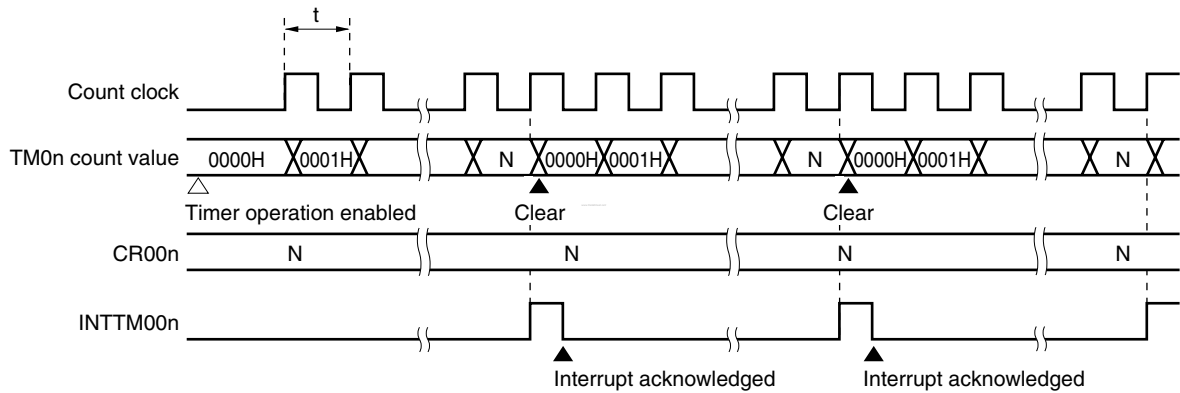 t
Count clock
TM0n count value 0000H 0001H N 0000H 0001H N 0000H 0001H N
Timer operation enabled Clear Clear
CR00n N N N N
INTTM00n
Interrupt acknowledged Interrupt acknowledged